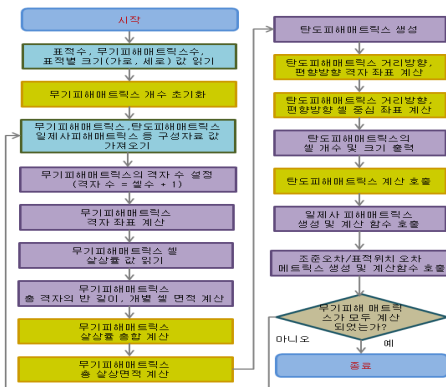 시작
표적수, 무기피해매트릭스수,
표적별 크기(가로, 세로) 값 읽기
무기피해매트릭스 개수 초기화
무기피해매트릭스,탄도피해매트릭스
일제사피해매트릭스 등 구성자료 값
가져오기
무기피해매트릭스의 격자 수 설정
(격자 수 = 셀수 + 1)
무기피해매트릭스
격자 좌표 계산
무기피해매트릭스 셀
살상률 값 읽기
무기피해매트릭스
총 격자의 반 길이, 개별 셀 면적 계산
무기피해매트릭스
살상률 총합 계산
무기피해매트릭스
총 살상면적 계산
탄도피해매트릭스 생성
탄도피해매트릭스 거리방향,
편향방향 격자 좌표 계산
탄도피해매트릭스 거리방향,
편향방향 셀 중심 좌표 계산
탄도피해매트릭스의
셀 개수 및 크기 출력
탄도피해매트릭스 계산 호출
일제사 피해매트릭스
생성 및 계산 함수 호출
조준오차/표적위치 오차
메트릭스 생성 및 계산함수 호출
무기피해 매트릭
스가 모두 계산
되었는가?
아니오
예
종료